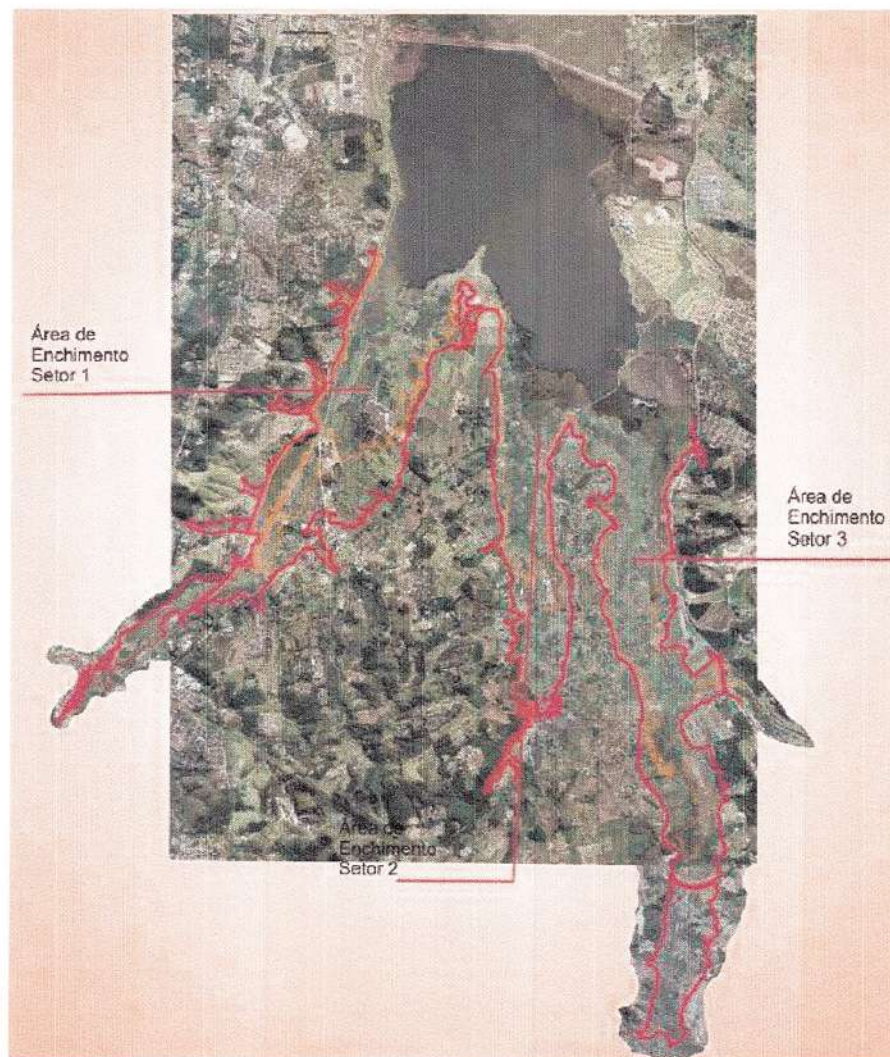 Área de
Enchimento
Setor 1
Área de
Enchimento
Setor 3
Área de
Enchimento
Setor 2